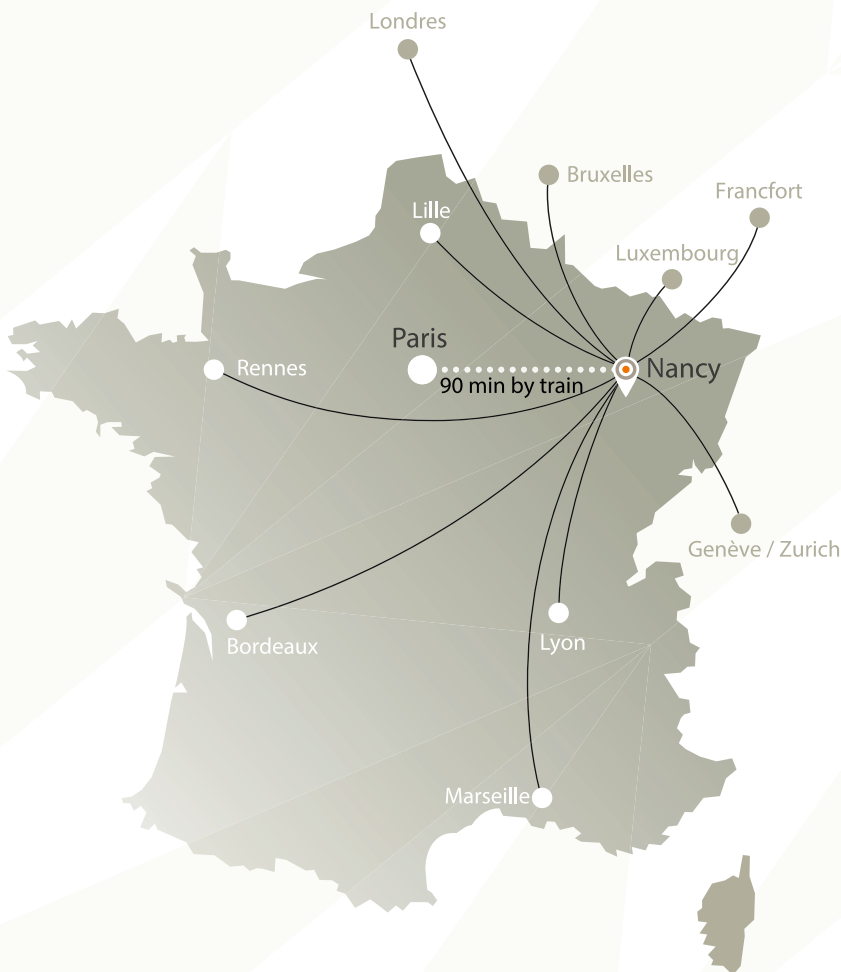 Londres
Bruxelles
Francfort
Lille
Luxembourg
Paris
Rennes
Nancy
90 min by train
Genève / Zurich
Bordeaux
Lyon
Marseille